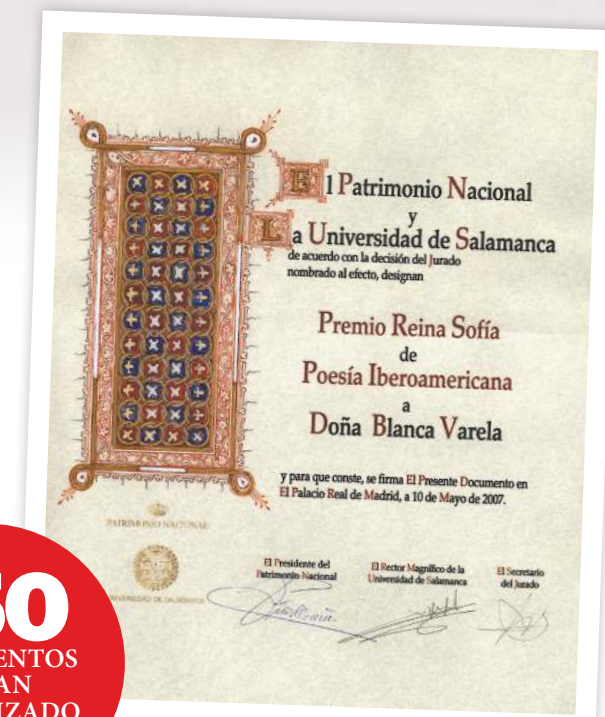 El Patrimonio Nacional
y
La Universidad de Salamanca
de acuerdo con la decisión del Jurado
nombrado al efecto, designan
Premio Reina Sofía
de
Poesía Iberoamericana
a
Doña Blanca Varela
y para que conste, se firma El Presente Documento en
El Palacio Real de Madrid, a 10 de Mayo de 2007.
PATRIMONIO NACIONAL
UNIVERSIDAD DE SALAMANCA
El Presidente del
Patrimonio Nacional
El Rector Magnífico de la
Universidad de Salamanca
El Secretario
del Jurado
50
ENTOS
AN
IZADO